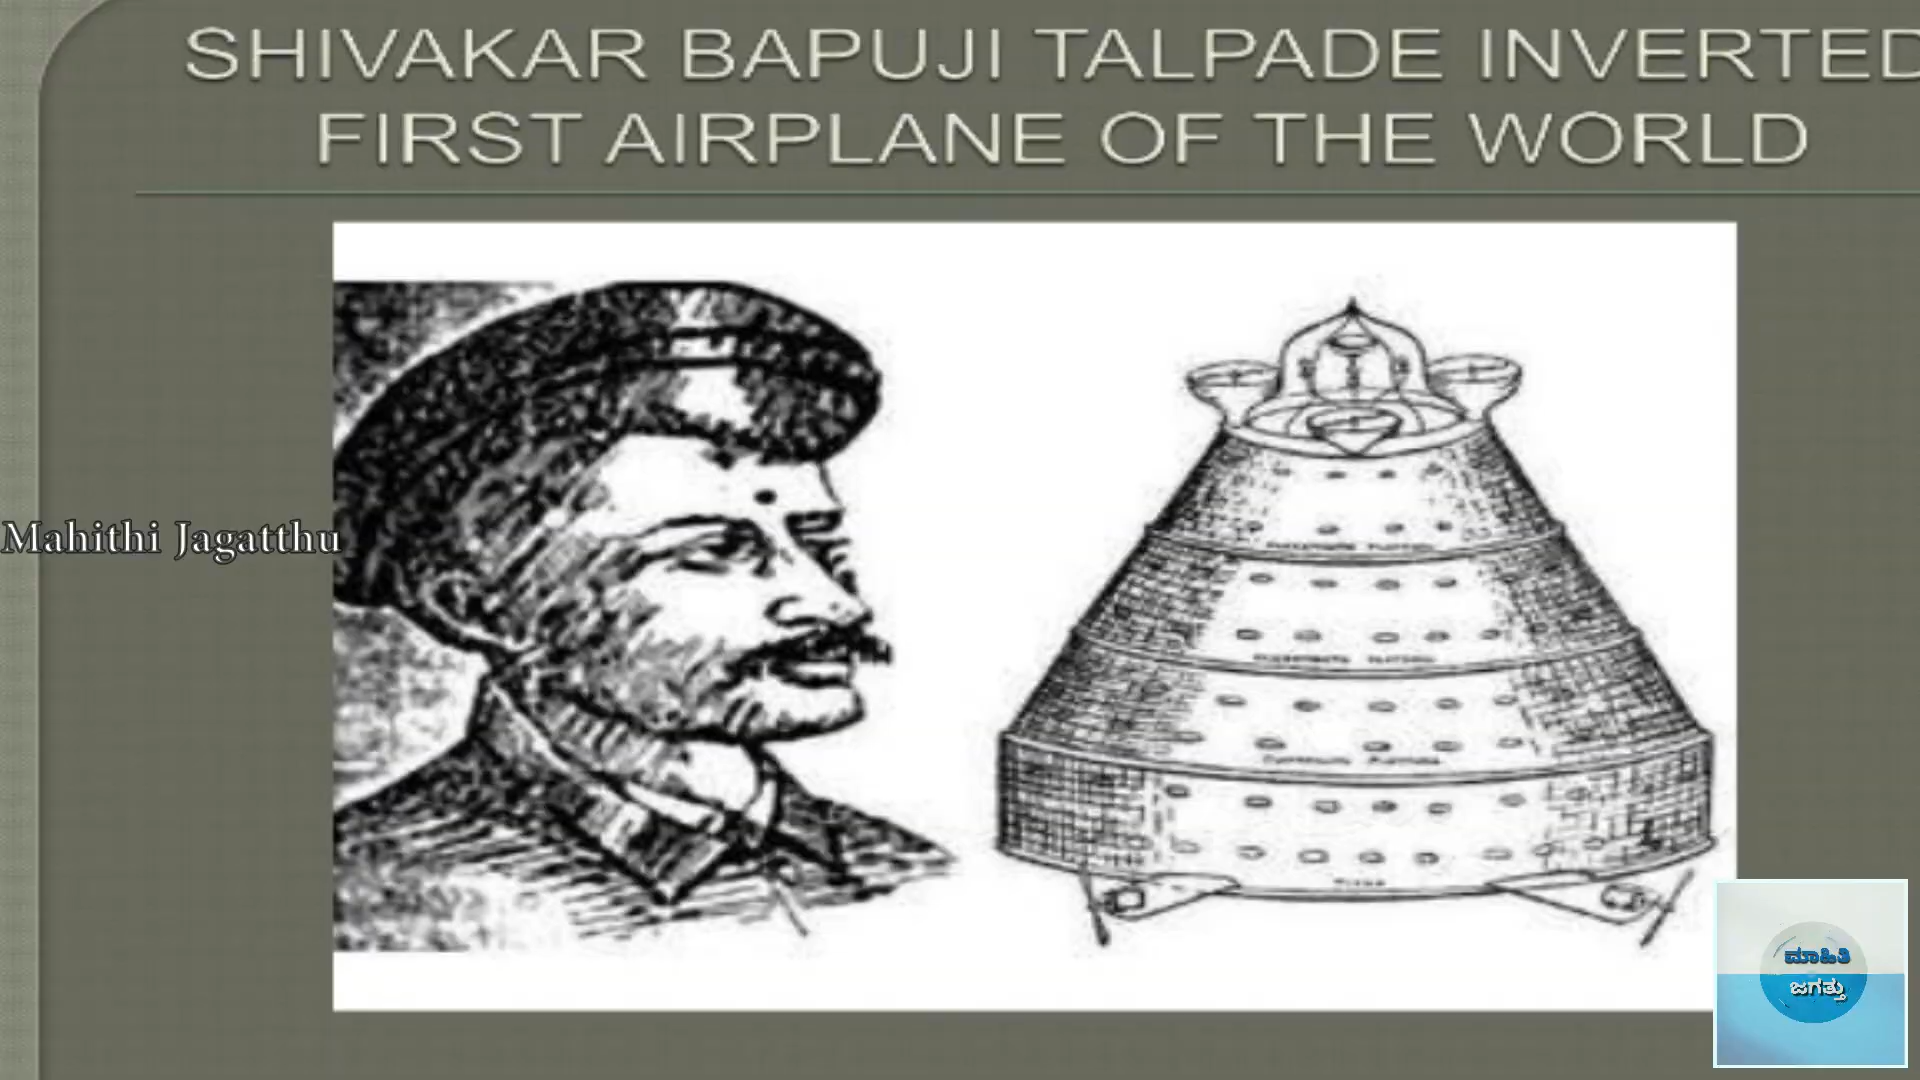 SHIVAKAR BAPUJI TALPADE INVERTED
FIRST AIRPLANE OF THE WORLD
Mahithi Jagatthu
ಮಾಹಿತಿ
ಜಗತ್ತು